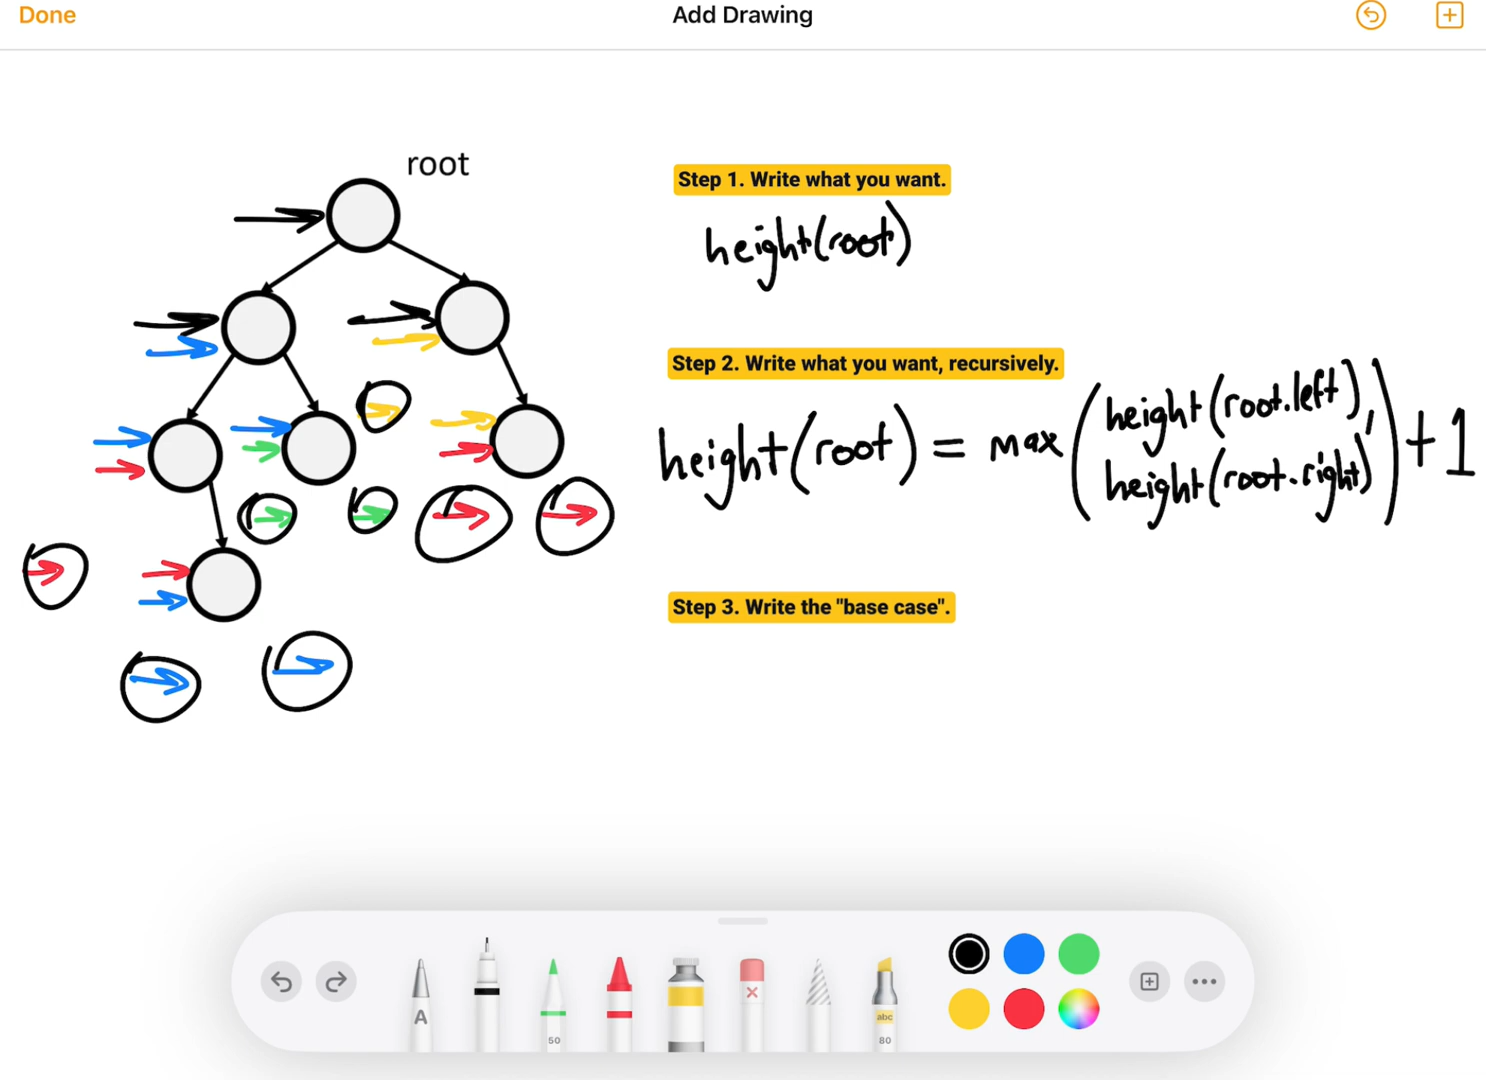 Done
Add Drawing
root
Step 1. Write what you want.
height(root)
Step 2. Write what you want, recursively.
height(root) = max(height(root.left), height(root.right)) + 1
Step 3. Write the "base case".
A
50
abc
80